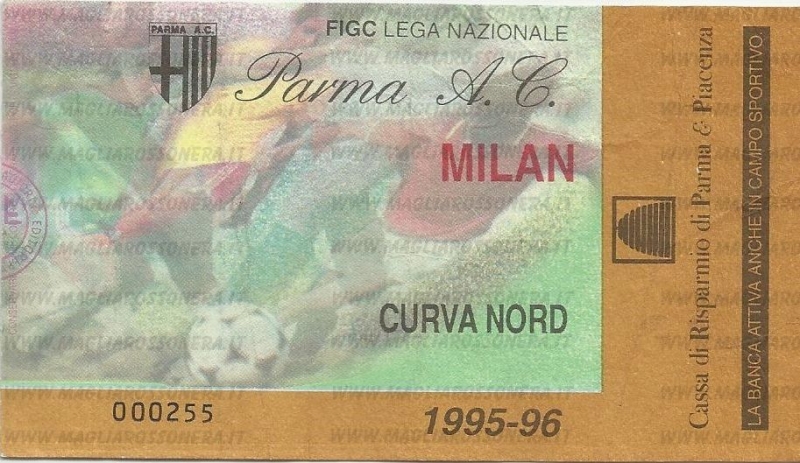 PARMA A.C.
FIGC LEGA NAZIONALE
Parma A.C.
MILAN
CURVA NORD
000255
1995-96
Cassa di Risparmio di Parma & Piacenza
LA BANCA ATTIVA ANCHE IN CAMPO SPORTIVO.
WWW.MAGLIAROSSONERA.IT